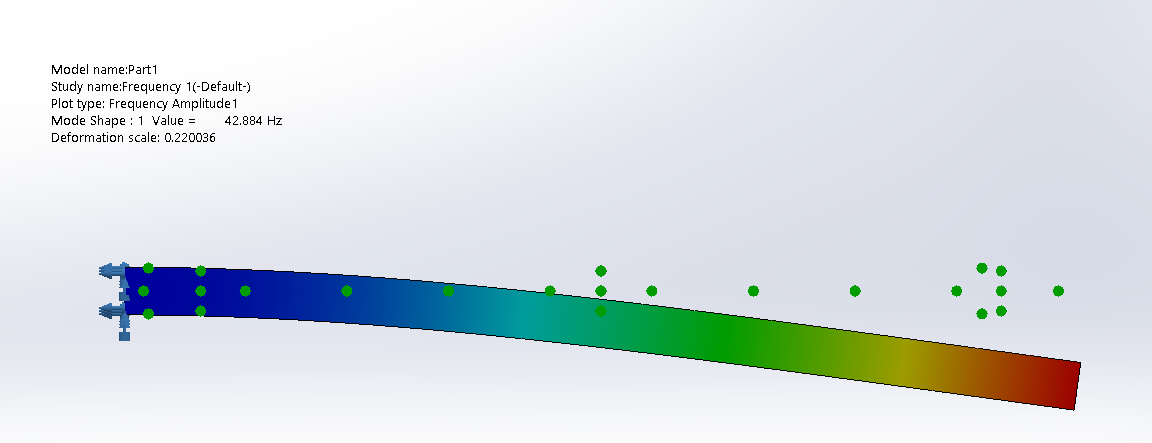 Model name:Part1
Study name:Frequency 1(-Default-)
Plot type: Frequency Amplitude1
Mode Shape : 1 Value = 42.884 Hz
Deformation scale: 0.220036